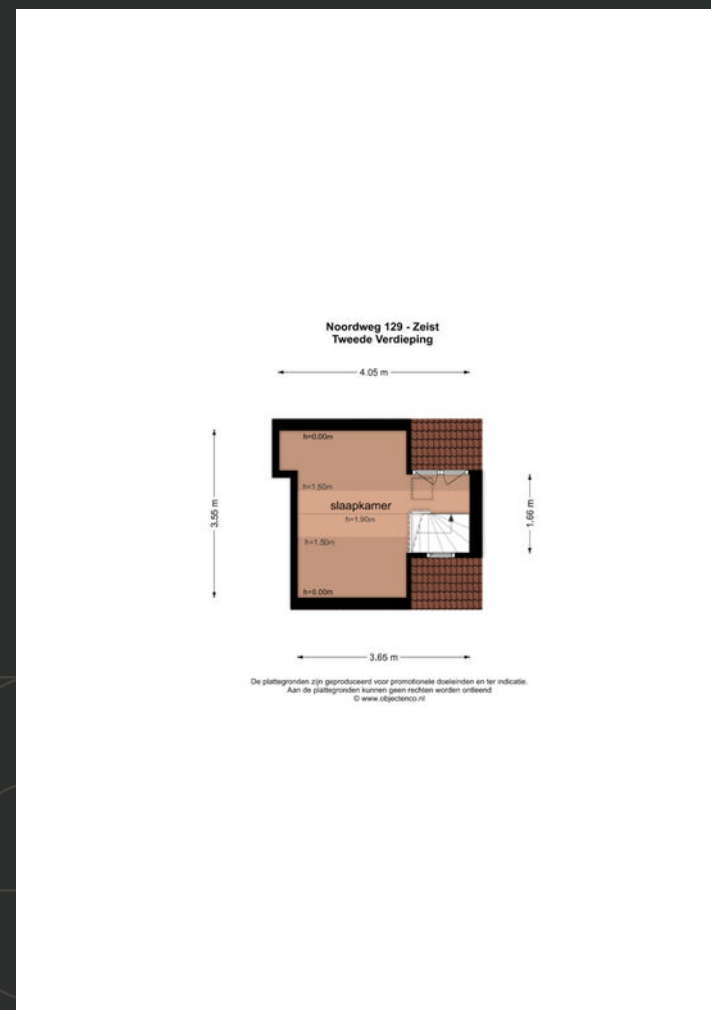 Noordweg 129 - Zeist
Tweede Verdieping
4.05 m
h=0.00m
h=1.50m
slaapkamer
h=1.90m
3.55 m
1.66 m
h=1.50m
h=0.00m
3.65 m
De plattegronden zijn geproduceerd voor promotionele doeleinden en ter indicatie.
Aan de plattegronden kunnen geen rechten worden ontleend
© www.objectenco.nl